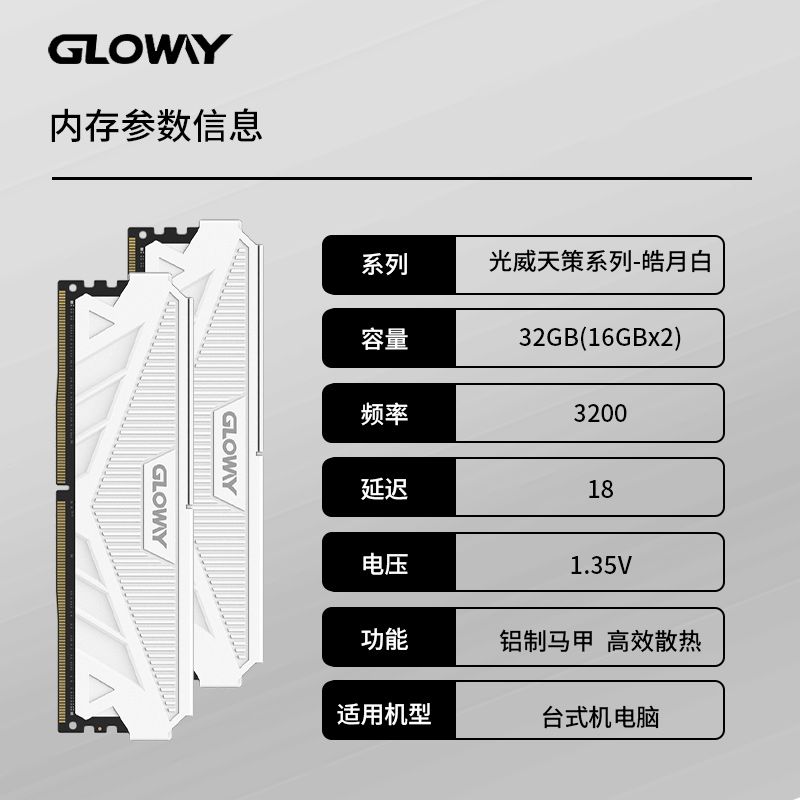 GLOWAY
内存参数信息
系列
光威天策系列-皓月白
容量
32GB(16GBx2)
频率
3200
延迟
18
电压
1.35V
功能
铝制马甲 高效散热
适用机型
台式机电脑
GLOWAY
GLOWAY